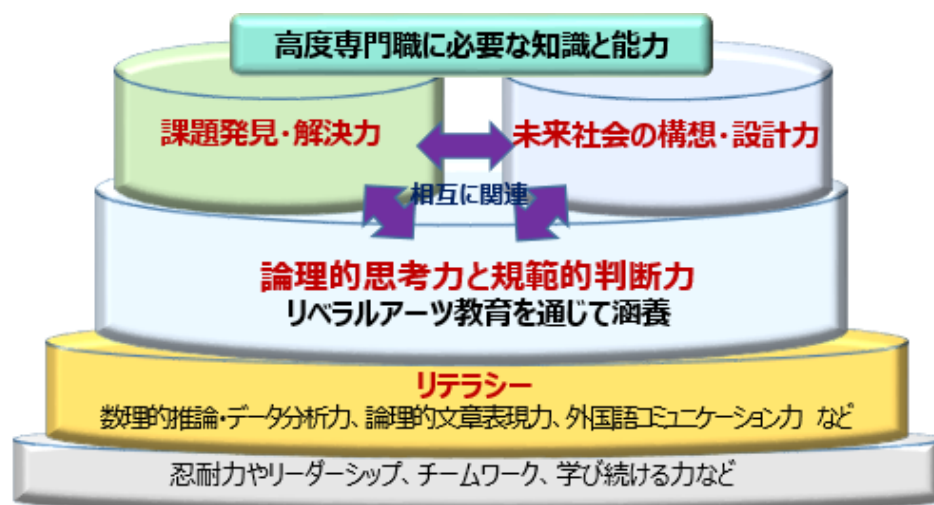 高度専門職に必要な知識と能力
課題発見・解決力
未来社会の構想・設計力
相互に関連
論理的思考力と規範的判断力
リベラルアーツ教育を通じて涵養
リテラシー
数理的推論・データ分析力、論理的文章表現力、外国語コミュニケーション力 など
忍耐力やリーダーシップ、チームワーク、学び続ける力など